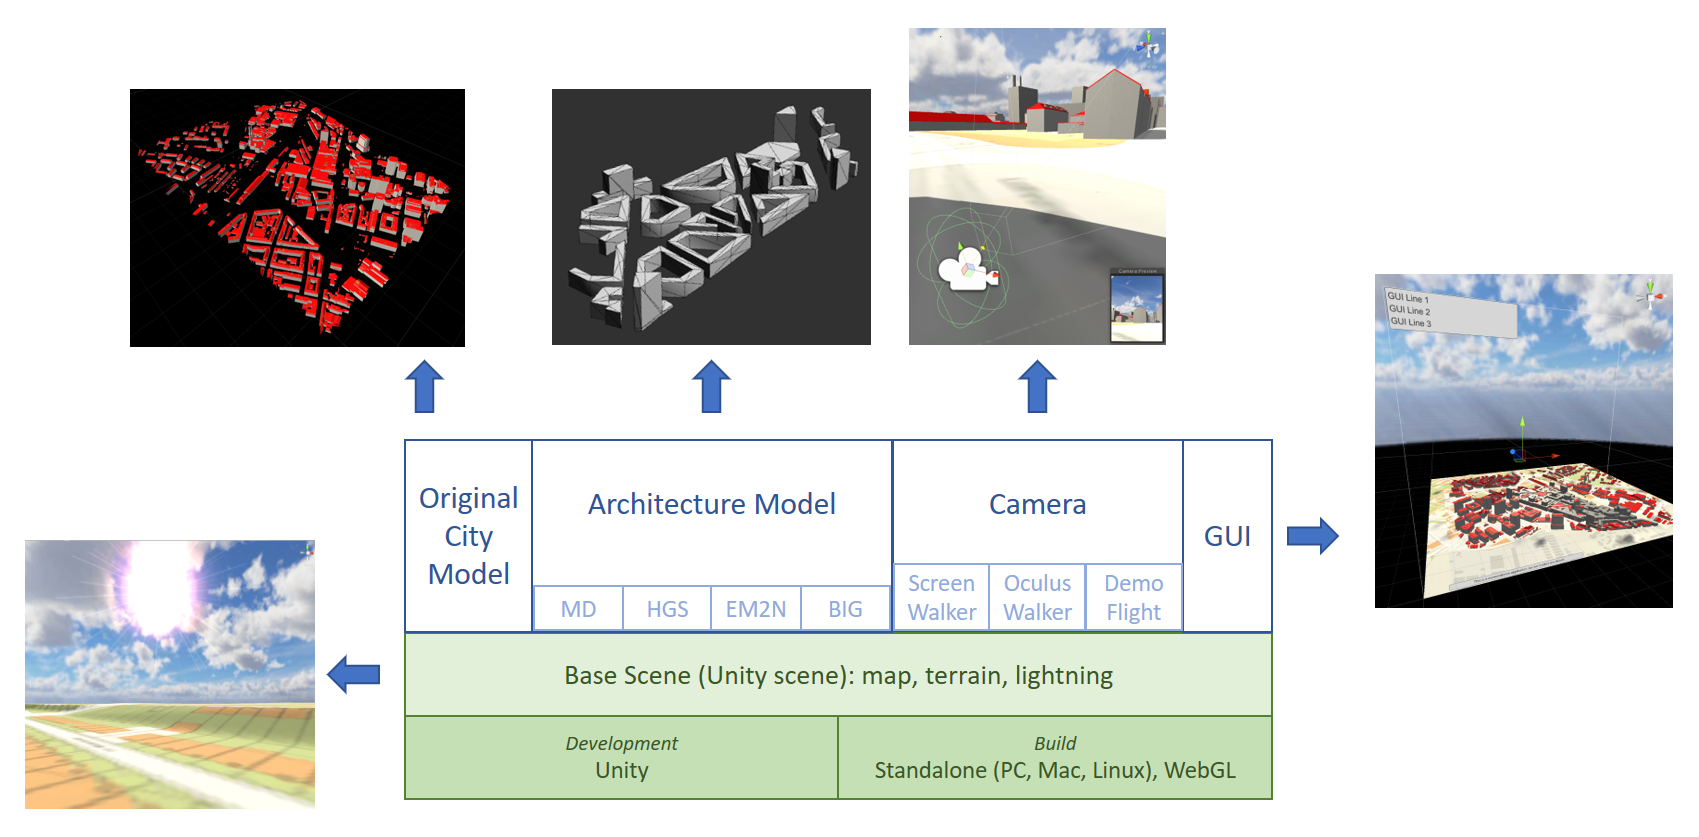 Camera Preview
GUI Line 1
GUI Line 2
GUI Line 3
Original
City
Model
Architecture Model
MD
HGS
EM2N
BIG
Camera
Screen
Walker
Oculus
Walker
Demo
Flight
GUI
Base Scene (Unity scene): map, terrain, lightning
Development
Unity
Build
Standalone (PC, Mac, Linux), WebGL